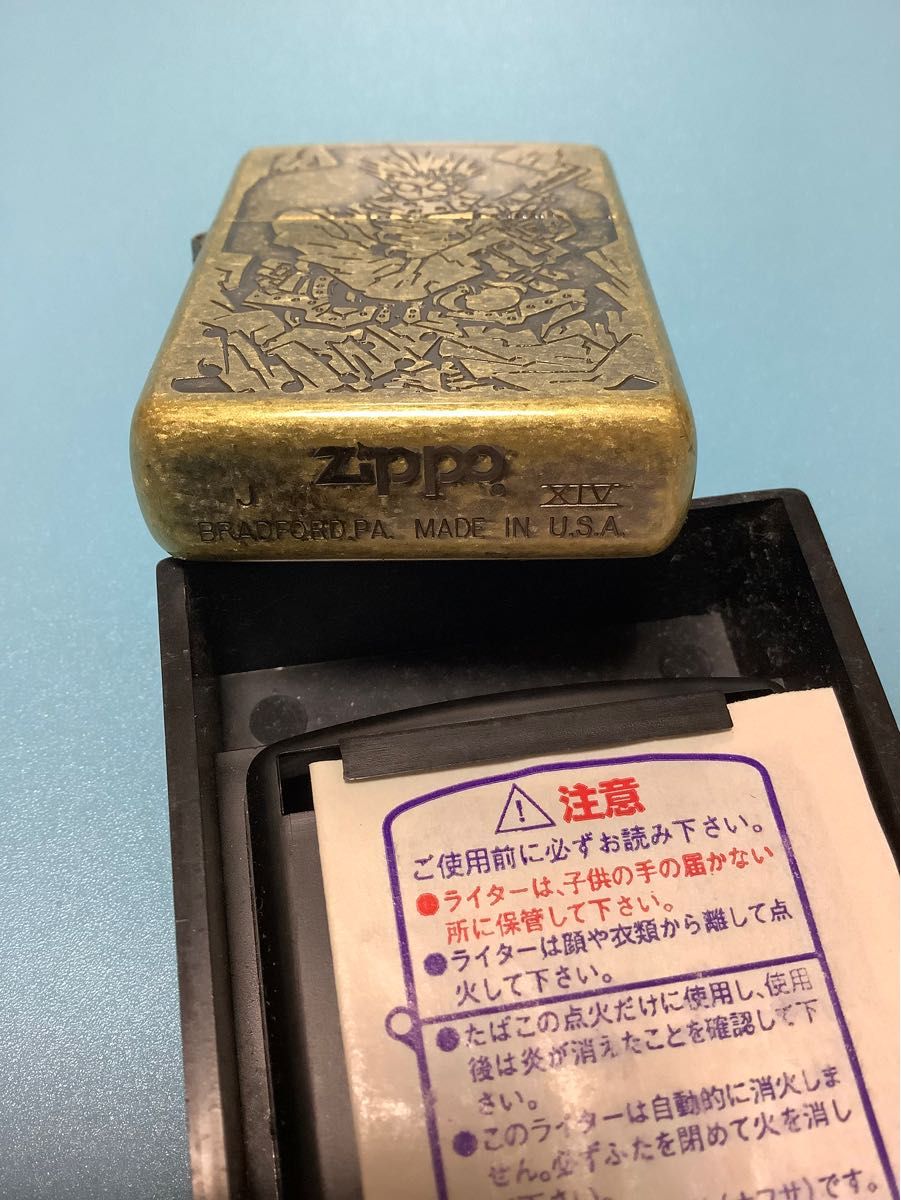 Zippo
J XIV
BRADFORD.PA. MADE IN U.S.A.
注意
ご使用前に必ずお読み下さい。
●ライターは、子供の手の届かない
所に保管して下さい。
●ライターは顔や衣類から離して点
火して下さい。
●たばこの点火だけに使用し、使用
後は炎が消えたことを確認して下
さい。
●このライターは自動的に消火しま
せん。必ずふたを閉めて火を消し
です。